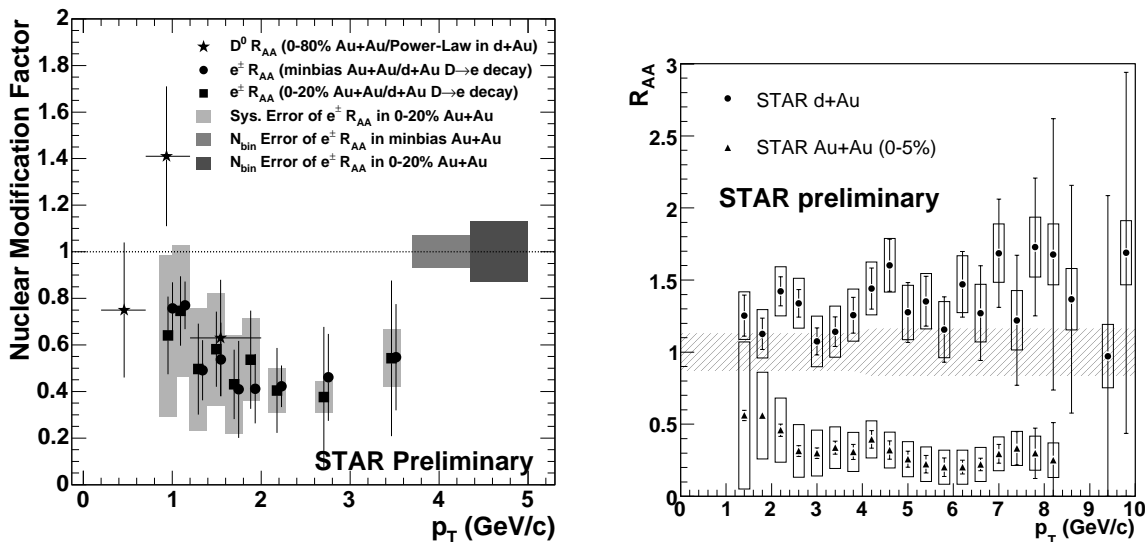 Nuclear Modification Factor
2
1.8
1.6
1.4
1.2
1
0.8
0.6
0.4
0.2
0
D⁰ R_AA (0-80% Au+Au/Power-Law in d+Au)
e± R_AA (minbias Au+Au/d+Au D→e decay)
e± R_AA (0-20% Au+Au/d+Au D→e decay)
Sys. Error of e± R_AA in 0-20% Au+Au
N_bin Error of e± R_AA in minbias Au+Au
N_bin Error of e± R_AA in 0-20% Au+Au
STAR Preliminary
0 1 2 3 4 5
p_T (GeV/c)
R_AA
3
2.5
2
1.5
1
0.5
0
STAR d+Au
STAR Au+Au (0-5%)
STAR preliminary
0 1 2 3 4 5 6 7 8 9 10
p_T (GeV/c)